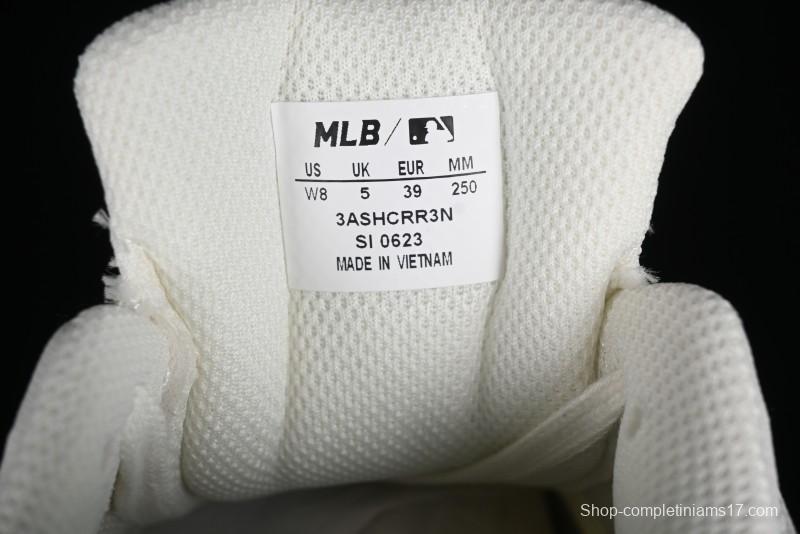 MLB /
US UK EUR MM
W8 5 39 250
3ASHCRR3N
SI 0623
MADE IN VIETNAM
Shop-completiniams17.com